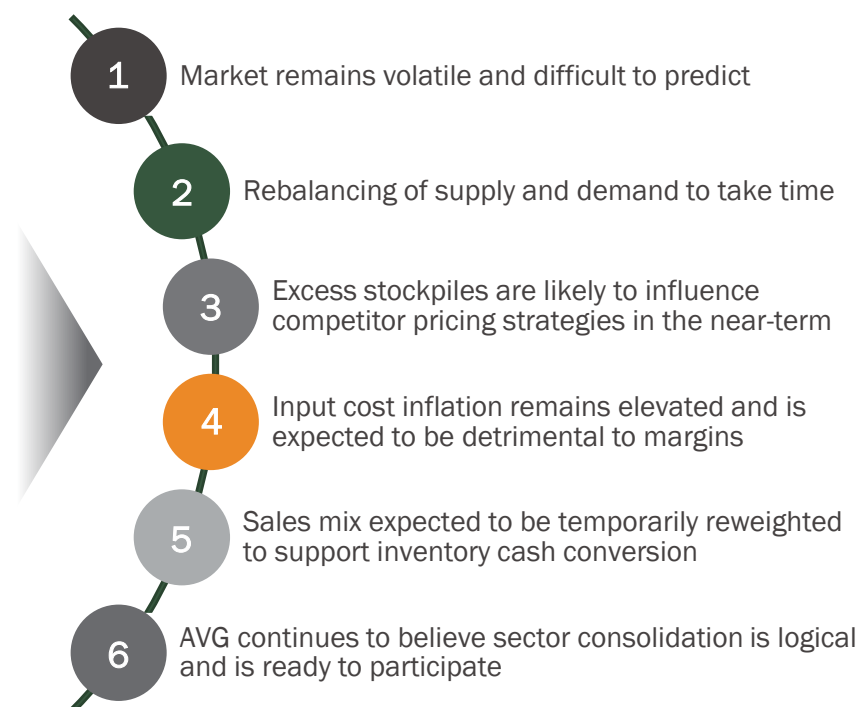 1
Market remains volatile and difficult to predict
2
Rebalancing of supply and demand to take time
3
Excess stockpiles are likely to influence
competitor pricing strategies in the near-term
4
Input cost inflation remains elevated and is
expected to be detrimental to margins
5
Sales mix expected to be temporarily reweighted
to support inventory cash conversion
6
AVG continues to believe sector consolidation is logical
and is ready to participate